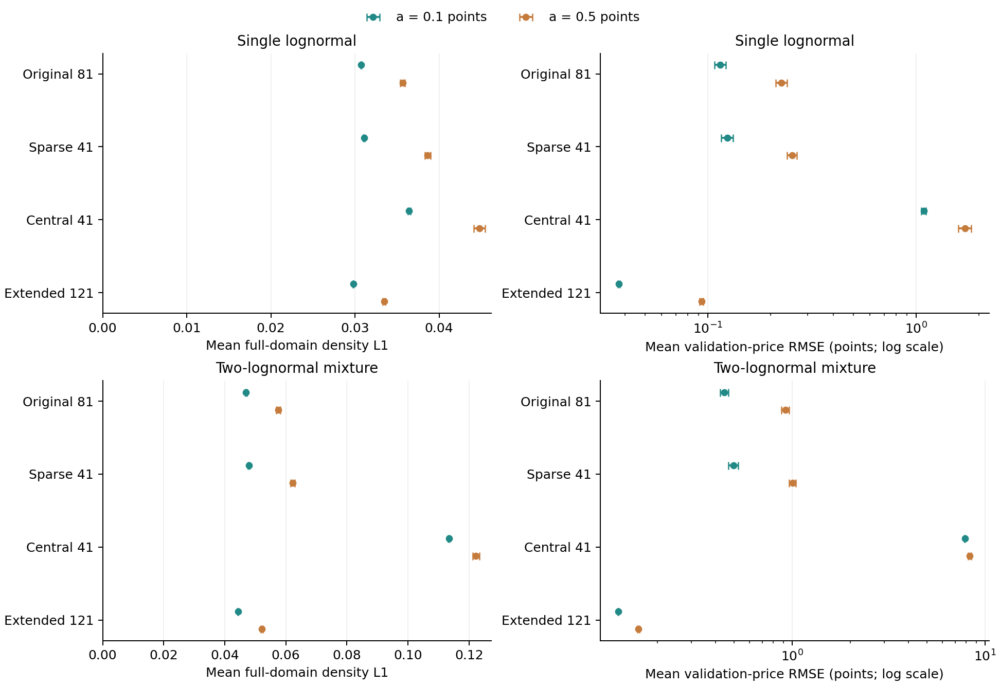 a = 0.1 points
a = 0.5 points
Single lognormal
Original 81
Sparse 41
Central 41
Extended 121
0.00
0.01
0.02
0.03
0.04
Mean full-domain density L1
Single lognormal
Original 81
Sparse 41
Central 41
Extended 121
10⁻¹
10⁰
Mean validation-price RMSE (points; log scale)
Two-lognormal mixture
Original 81
Sparse 41
Central 41
Extended 121
0.00
0.02
0.04
0.06
0.08
0.10
0.12
Mean full-domain density L1
Two-lognormal mixture
Original 81
Sparse 41
Central 41
Extended 121
10⁰
10¹
Mean validation-price RMSE (points; log scale)